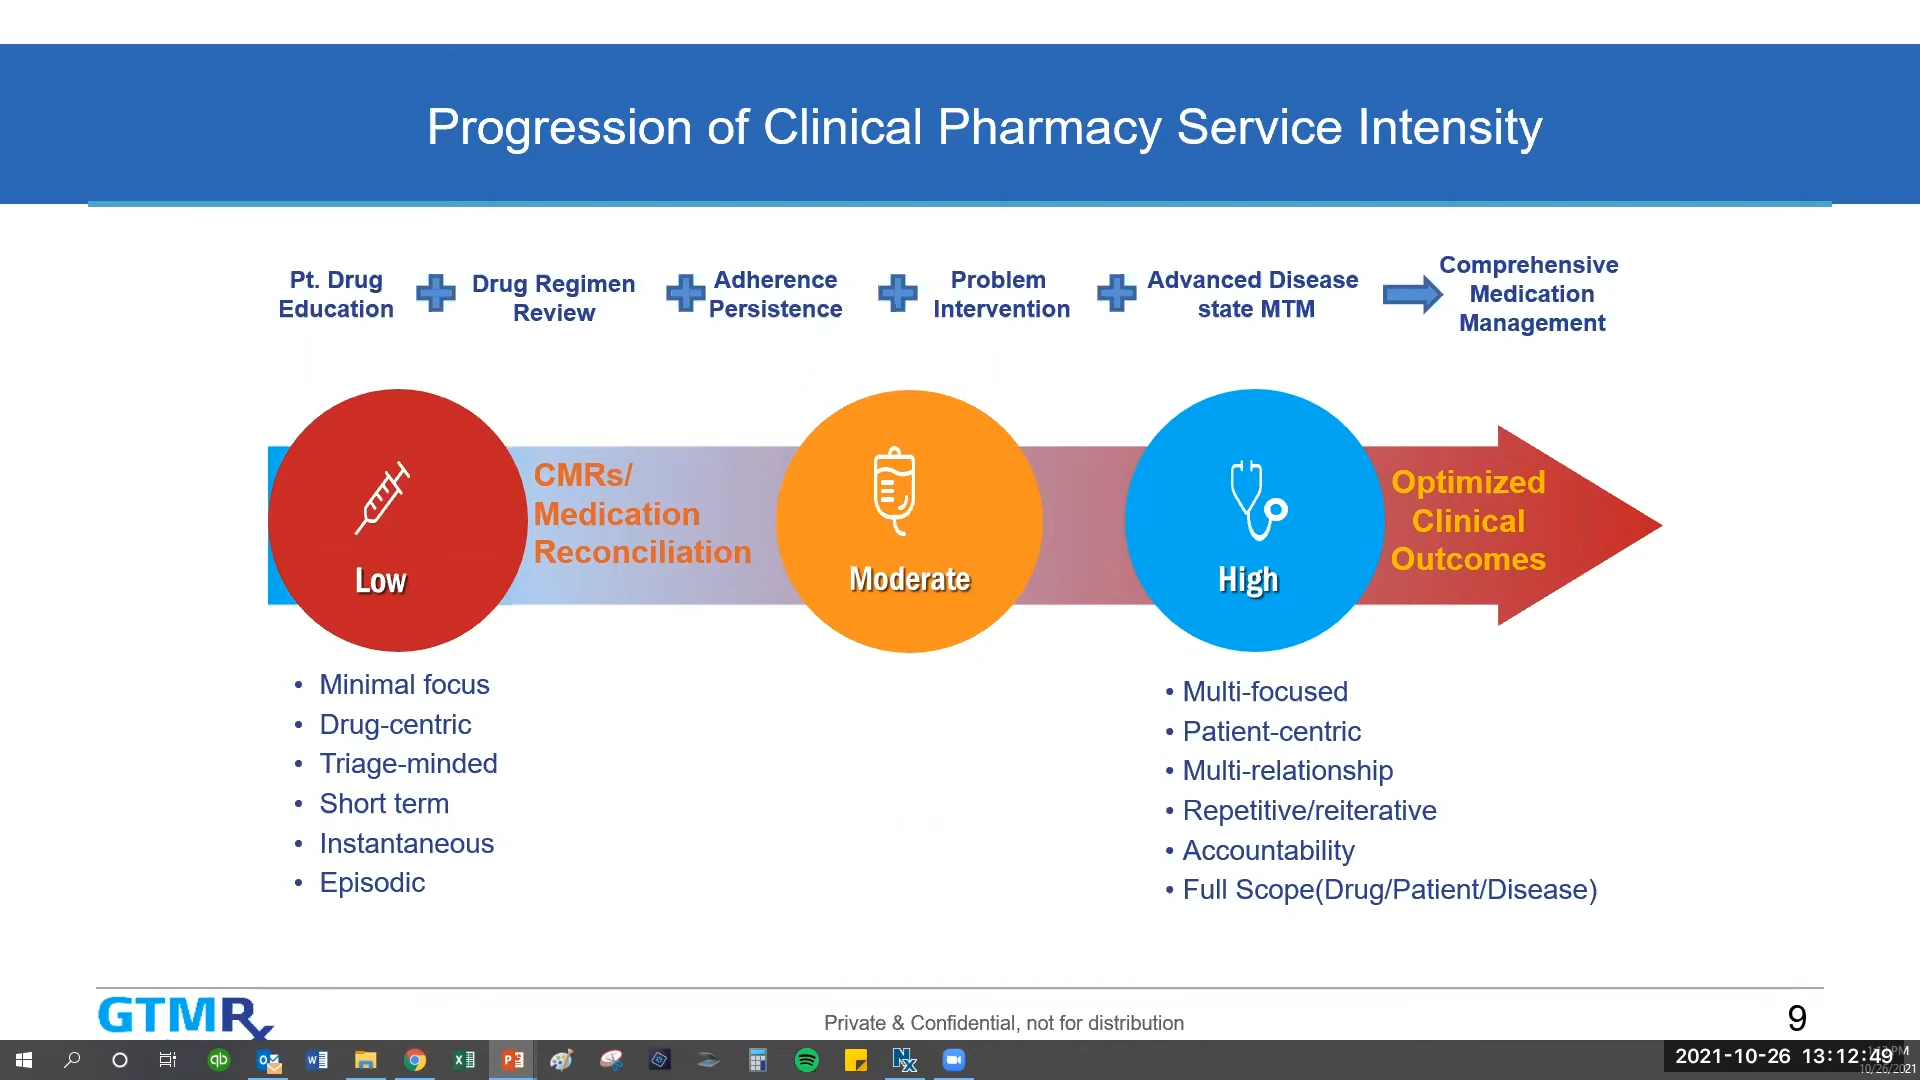 Progression of Clinical Pharmacy Service Intensity
Pt. Drug
Education
Drug Regimen
Review
Adherence
Persistence
Problem
Intervention
Advanced Disease
state MTM
Comprehensive
Medication
Management
Low
CMRs/
Medication
Reconciliation
Moderate
High
Optimized
Clinical
Outcomes
• Minimal focus
• Drug-centric
• Triage-minded
• Short term
• Instantaneous
• Episodic
• Multi-focused
• Patient-centric
• Multi-relationship
• Repetitive/reiterative
• Accountability
• Full Scope(Drug/Patient/Disease)
GTMRx
Private & Confidential, not for distribution
9
2021-10-26 13:12:49
10/26/2021